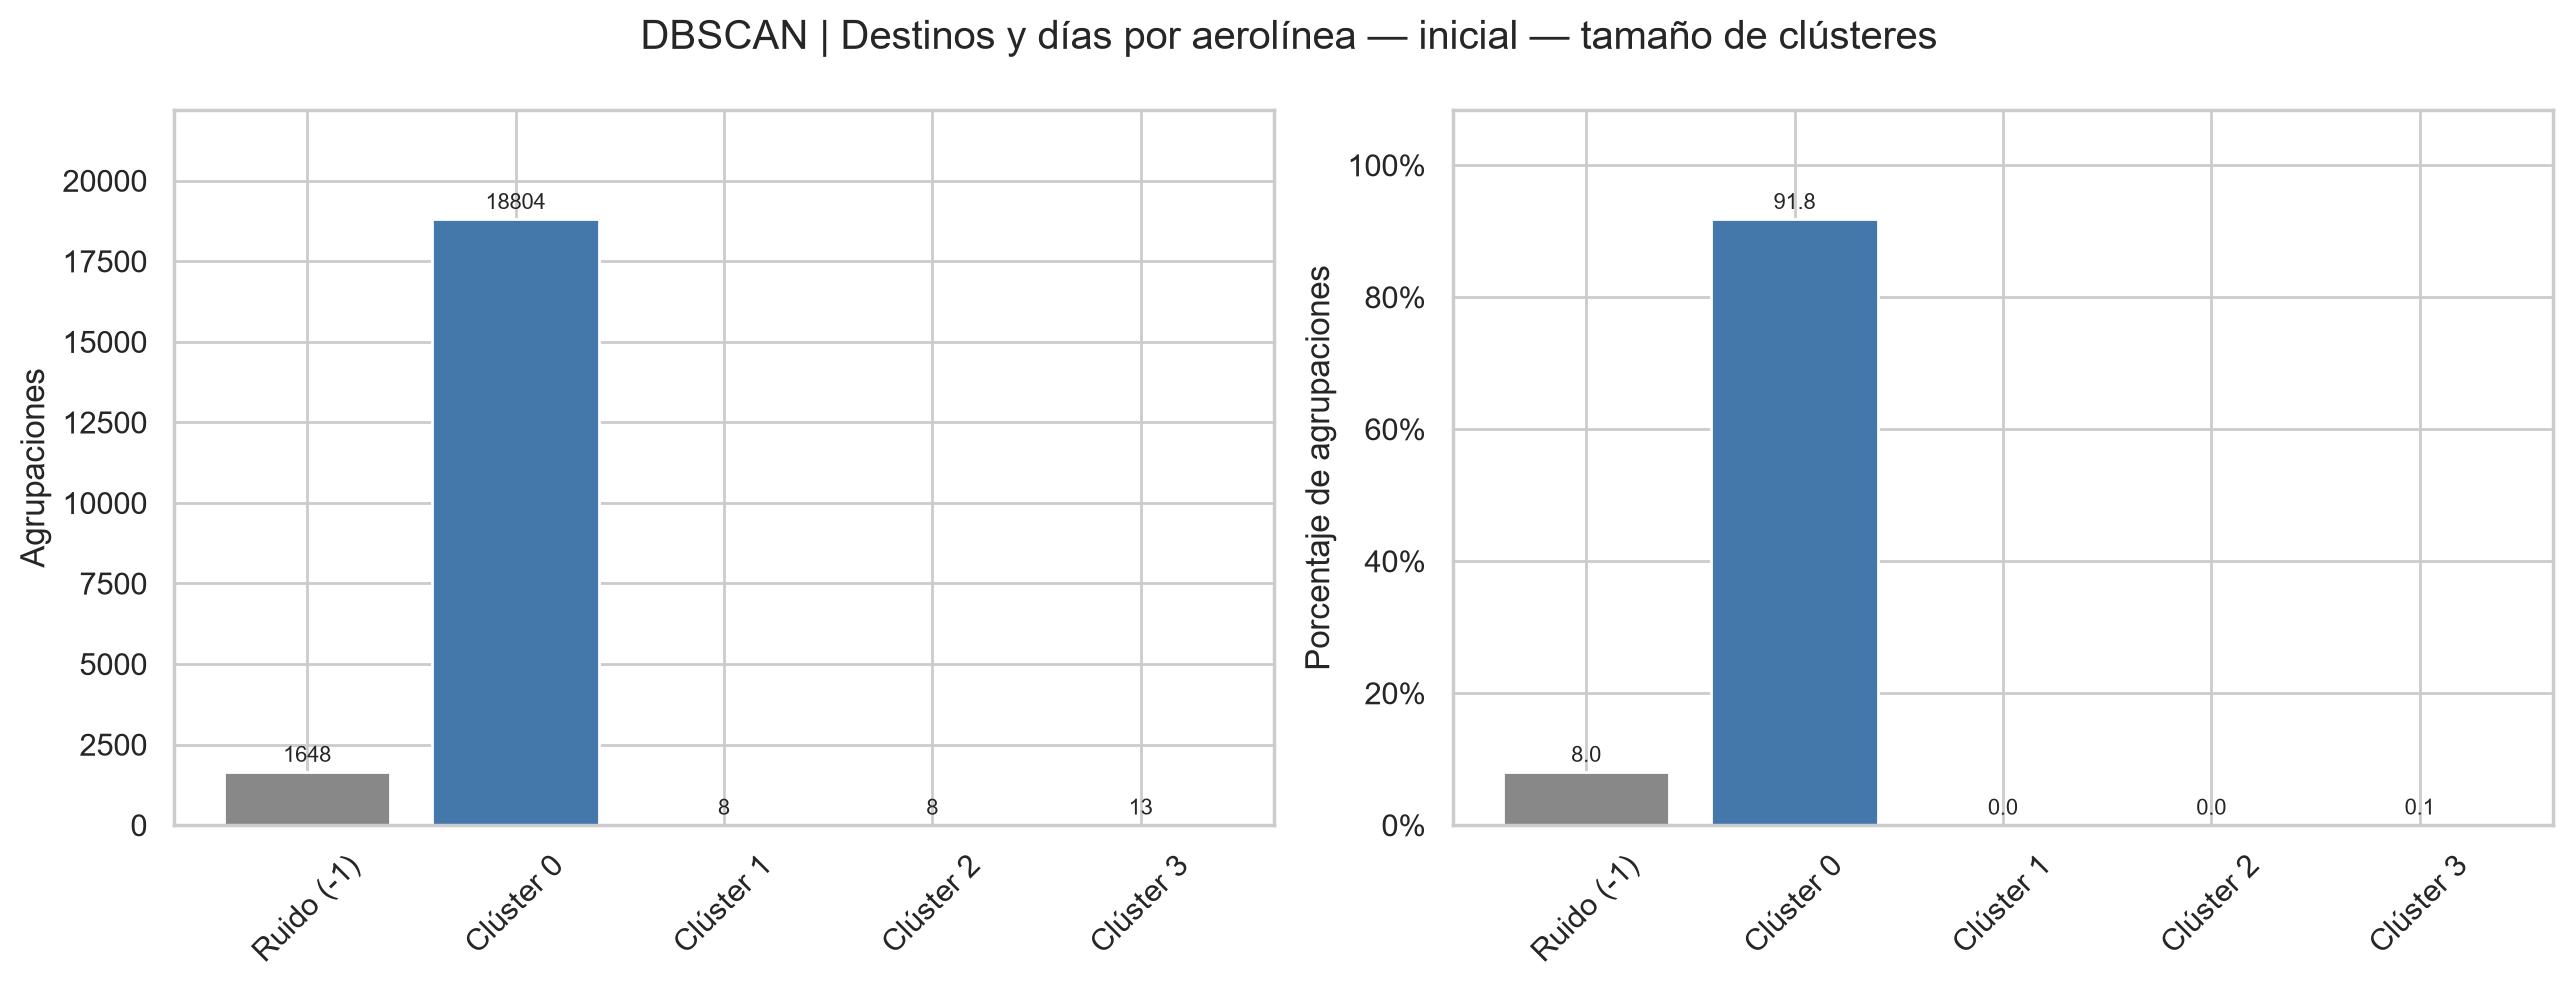 DBSCAN | Destinos y días por aerolínea — inicial — tamaño de clústeres
Agrupaciones
20000
17500
15000
12500
10000
7500
5000
2500
0
1648
18804
8
8
13
Ruido (-1)
Clúster 0
Clúster 1
Clúster 2
Clúster 3
Porcentaje de agrupaciones
100%
80%
60%
40%
20%
0%
8.0
91.8
0.0
0.0
0.1
Ruido (-1)
Clúster 0
Clúster 1
Clúster 2
Clúster 3